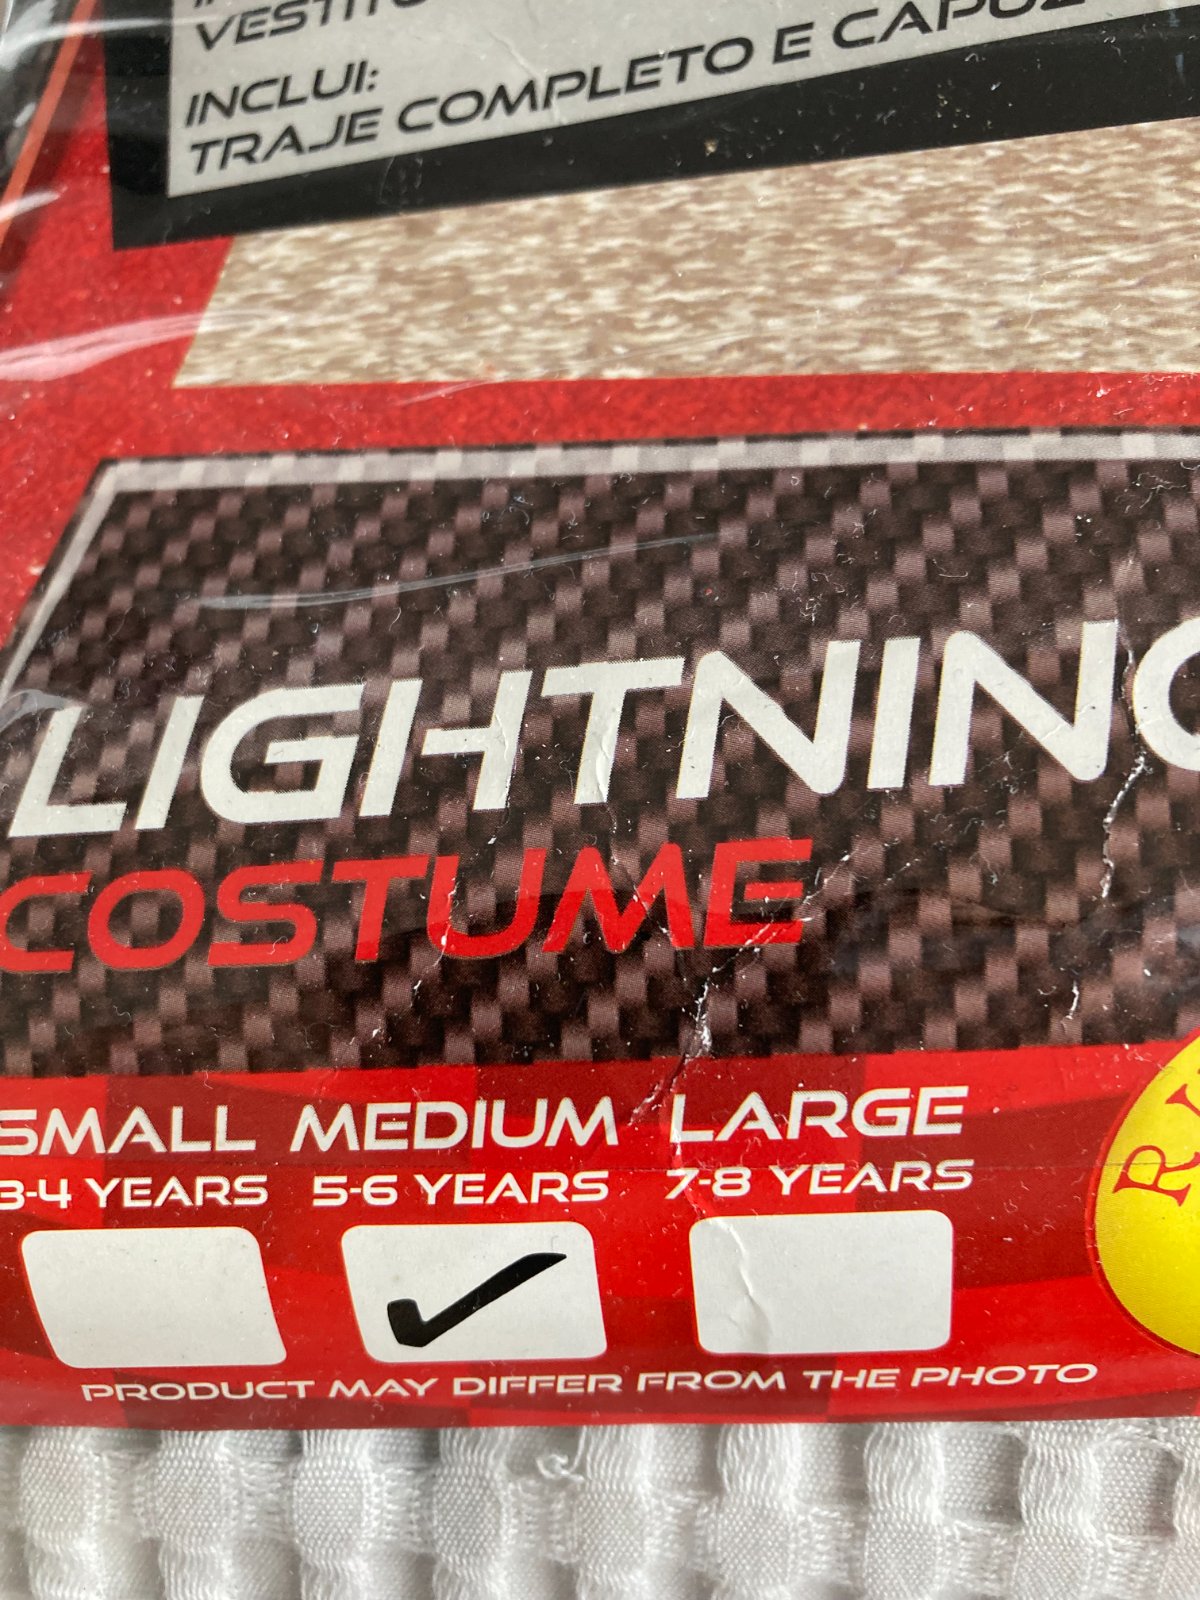 INCLUI:
TRAJE COMPLETO E
LIGHTNING
COSTUME
SMALL MEDIUM LARGE
3-4 YEARS 5-6 YEARS 7-8 YEARS
PRODUCT MAY DIFFER FROM THE PHOTO